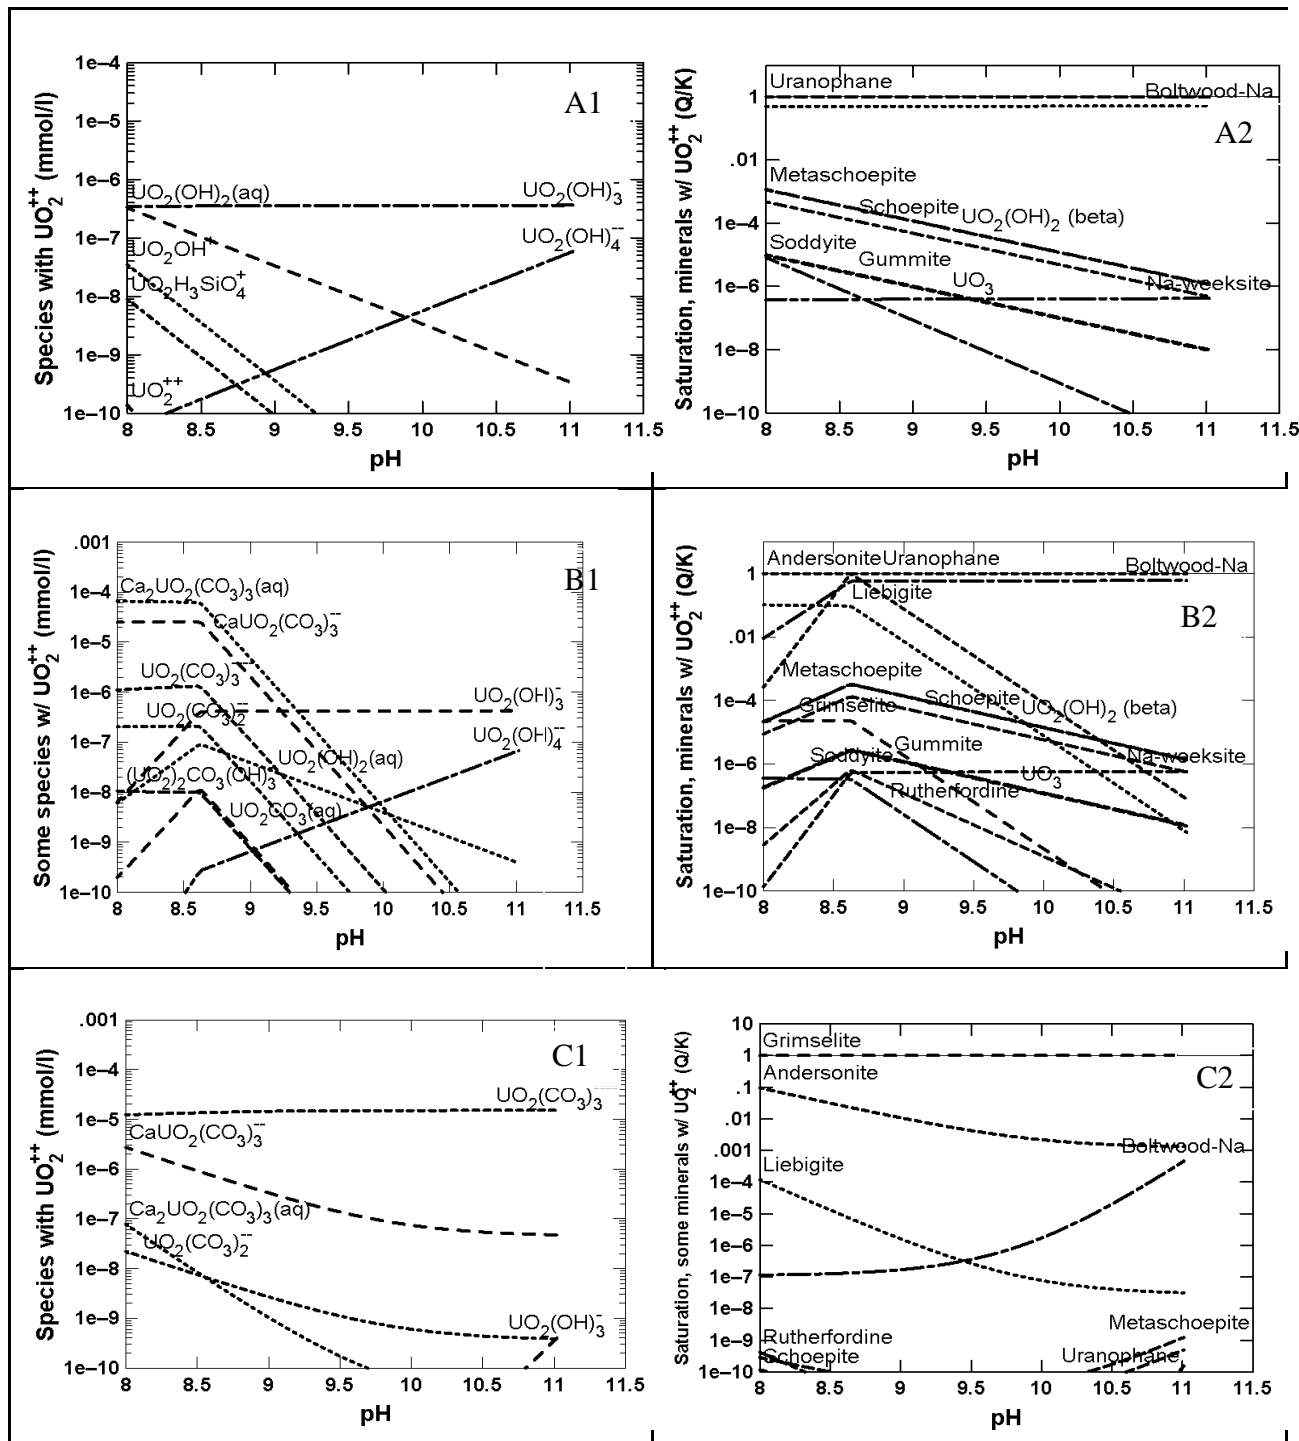 A1
Species with UO2++ (mmol/l)
1e–4
1e–5
1e–6
1e–7
1e–8
1e–9
1e–10
UO2(OH)2(aq)
UO2(OH)3-
UO2(OH)4--
UO2OH+
UO2H3SiO4+
UO2++
8 8.5 9 9.5 10 10.5 11 11.5
pH
A2
Saturation, minerals w/ UO2++ (Q/K)
1
.01
1e–4
1e–6
1e–8
1e–10
Uranophane
Boltwood-Na
Metaschoepite
Schoepite
UO2(OH)2 (beta)
Soddyite
Gummite
UO3
Na-weeksite
8 8.5 9 9.5 10 10.5 11 11.5
pH
B1
Some species w/ UO2++ (mmol/l)
.001
1e–4
1e–5
1e–6
1e–7
1e–8
1e–9
1e–10
Ca2UO2(CO3)3(aq)
CaUO2(CO3)3--
UO2(CO3)3----
UO2(CO3)2--
UO2(OH)3-
UO2(OH)4--
UO2(OH)2(aq)
(UO2)2CO3(OH)3-
UO2CO3(aq)
8 8.5 9 9.5 10 10.5 11 11.5
pH
B2
Saturation, minerals w/ UO2++ (Q/K)
1
.01
1e–4
1e–6
1e–8
1e–10
Andersonite
Uranophane
Boltwood-Na
Liebigite
Metaschoepite
Schoepite
UO2(OH)2 (beta)
Grimselite
Gummite
Soddyite
Na-weeksite
UO3
Rutherfordine
8 8.5 9 9.5 10 10.5 11 11.5
pH
C1
Species with UO2++ (mmol/l)
.001
1e–4
1e–5
1e–6
1e–7
1e–8
1e–9
1e–10
UO2(CO3)3----
CaUO2(CO3)3--
Ca2UO2(CO3)3(aq)
UO2(CO3)2--
UO2(OH)3-
8 8.5 9 9.5 10 10.5 11 11.5
pH
C2
Saturation, some minerals w/ UO2++ (Q/K)
10
1
.1
.01
.001
1e–4
1e–5
1e–6
1e–7
1e–8
1e–9
1e–10
Grimselite
Andersonite
Boltwood-Na
Liebigite
Metaschoepite
Rutherfordine
Schoepite
Uranophane
8 8.5 9 9.5 10 10.5 11 11.5
pH